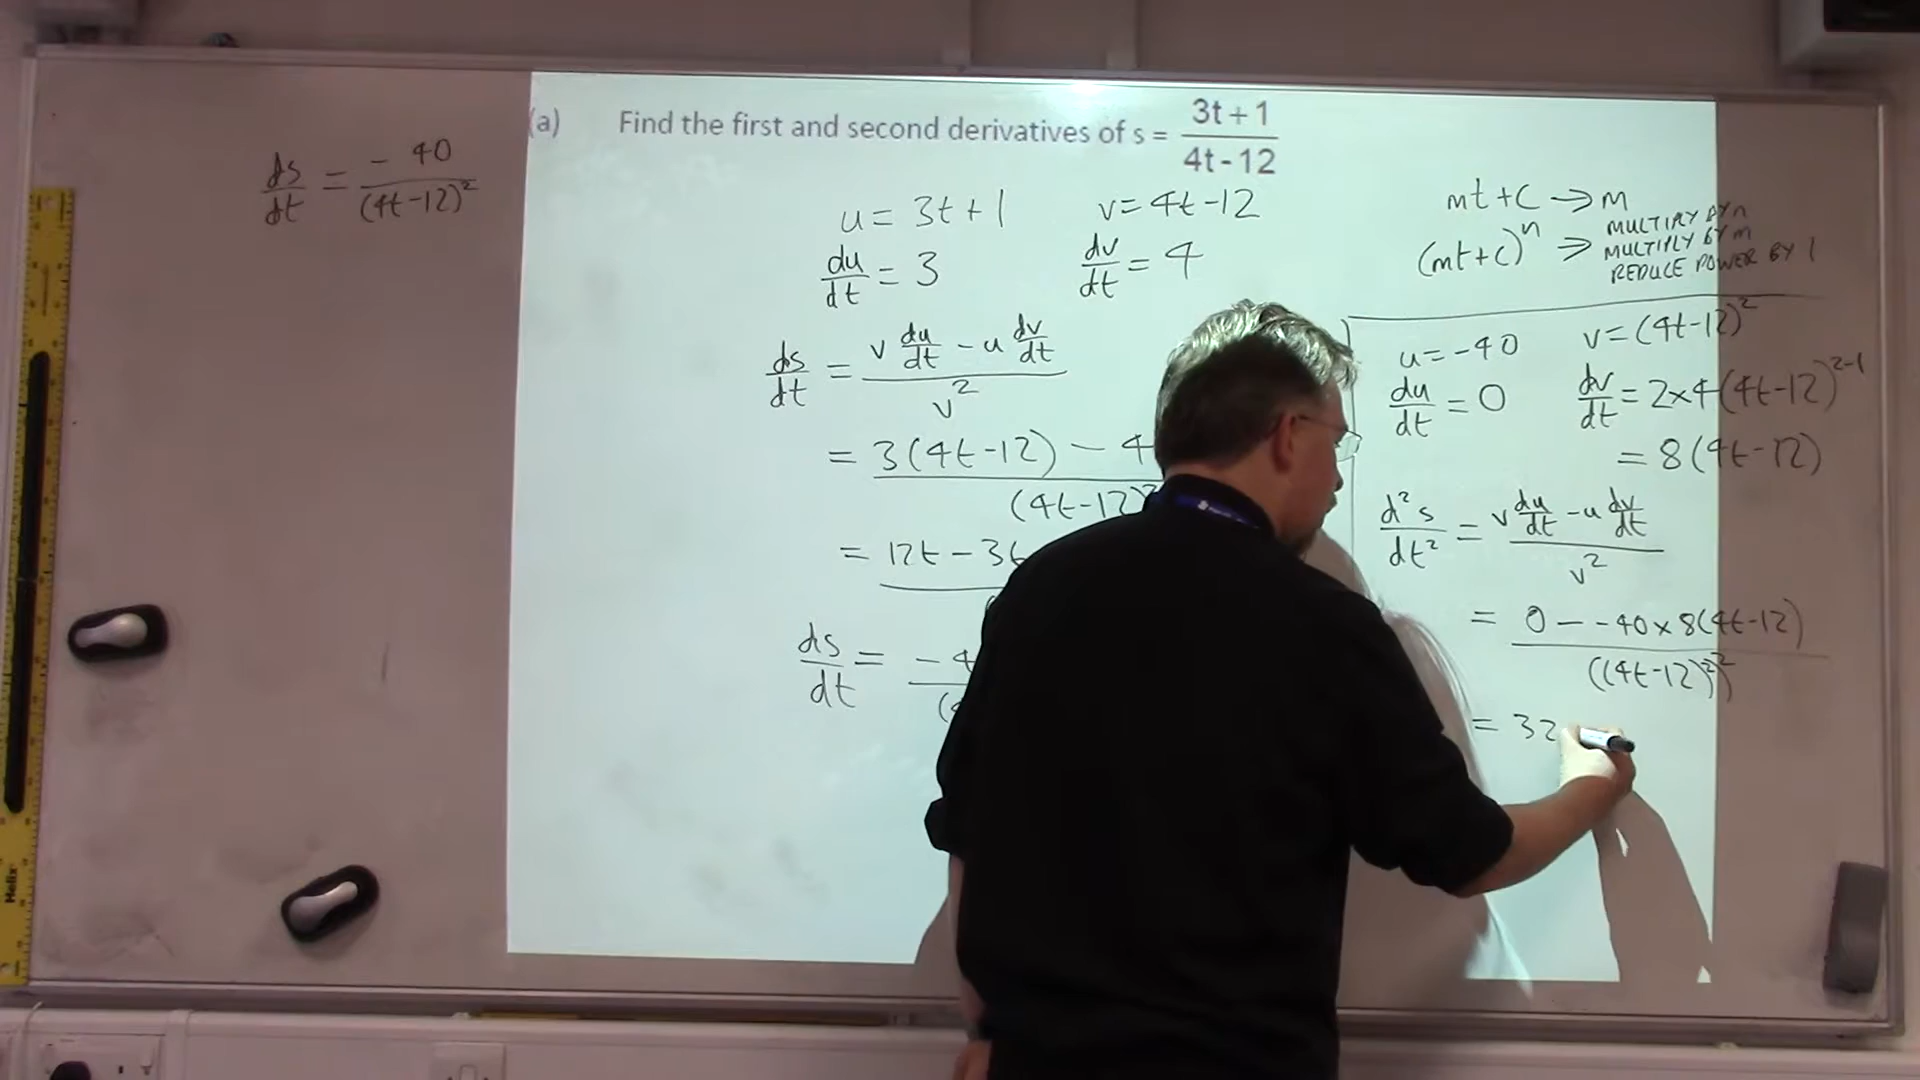 (a) Find the first and second derivatives of s = (3t + 1)/(4t - 12)
ds/dt = -40/(4t-12)²
u = 3t+1
v = 4t-12
du/dt = 3
dv/dt = 4
ds/dt = (v du/dt - u dv/dt)/v²
= 3(4t-12) - 4
(4t-12)²
= 12t - 36
ds/dt = -4
mt+c → m
(mt+c)ⁿ ⇒ MULTIPLY BY n
MULTIPLY BY m
REDUCE POWER BY 1
u = -40
v = (4t-12)²
du/dt = 0
dv/dt = 2×4(4t-12)²⁻¹
= 8(4t-12)
d²s/dt² = (v du/dt - u dv/dt)/v²
= (0 - -40×8(4t-12))/((4t-12)²)²
= 32
Helix